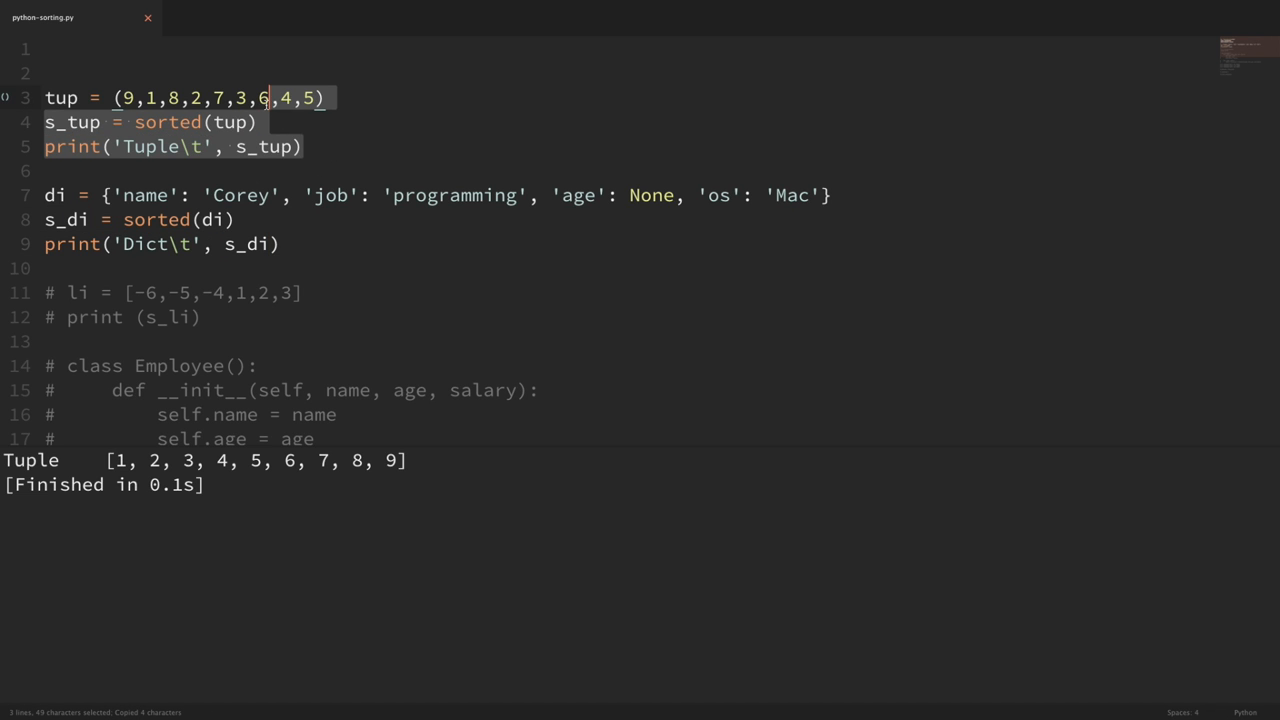 python-sorting.py ×
1
2
() 3 tup = (9,1,8,2,7,3,6,4,5)
4 s_tup = sorted(tup)
5 print('Tuple\t', s_tup)
6
7 di = {'name': 'Corey', 'job': 'programming', 'age': None, 'os': 'Mac'}
8 s_di = sorted(di)
9 print('Dict\t', s_di)
10
11 # li = [-6,-5,-4,1,2,3]
12 # print (s_li)
13
14 # class Employee():
15 #     def __init__(self, name, age, salary):
16 #         self.name = name
17 #         self.age = age
Tuple    [1, 2, 3, 4, 5, 6, 7, 8, 9]
[Finished in 0.1s]
3 lines, 49 characters selected; Copied 4 characters Spaces: 4 Python